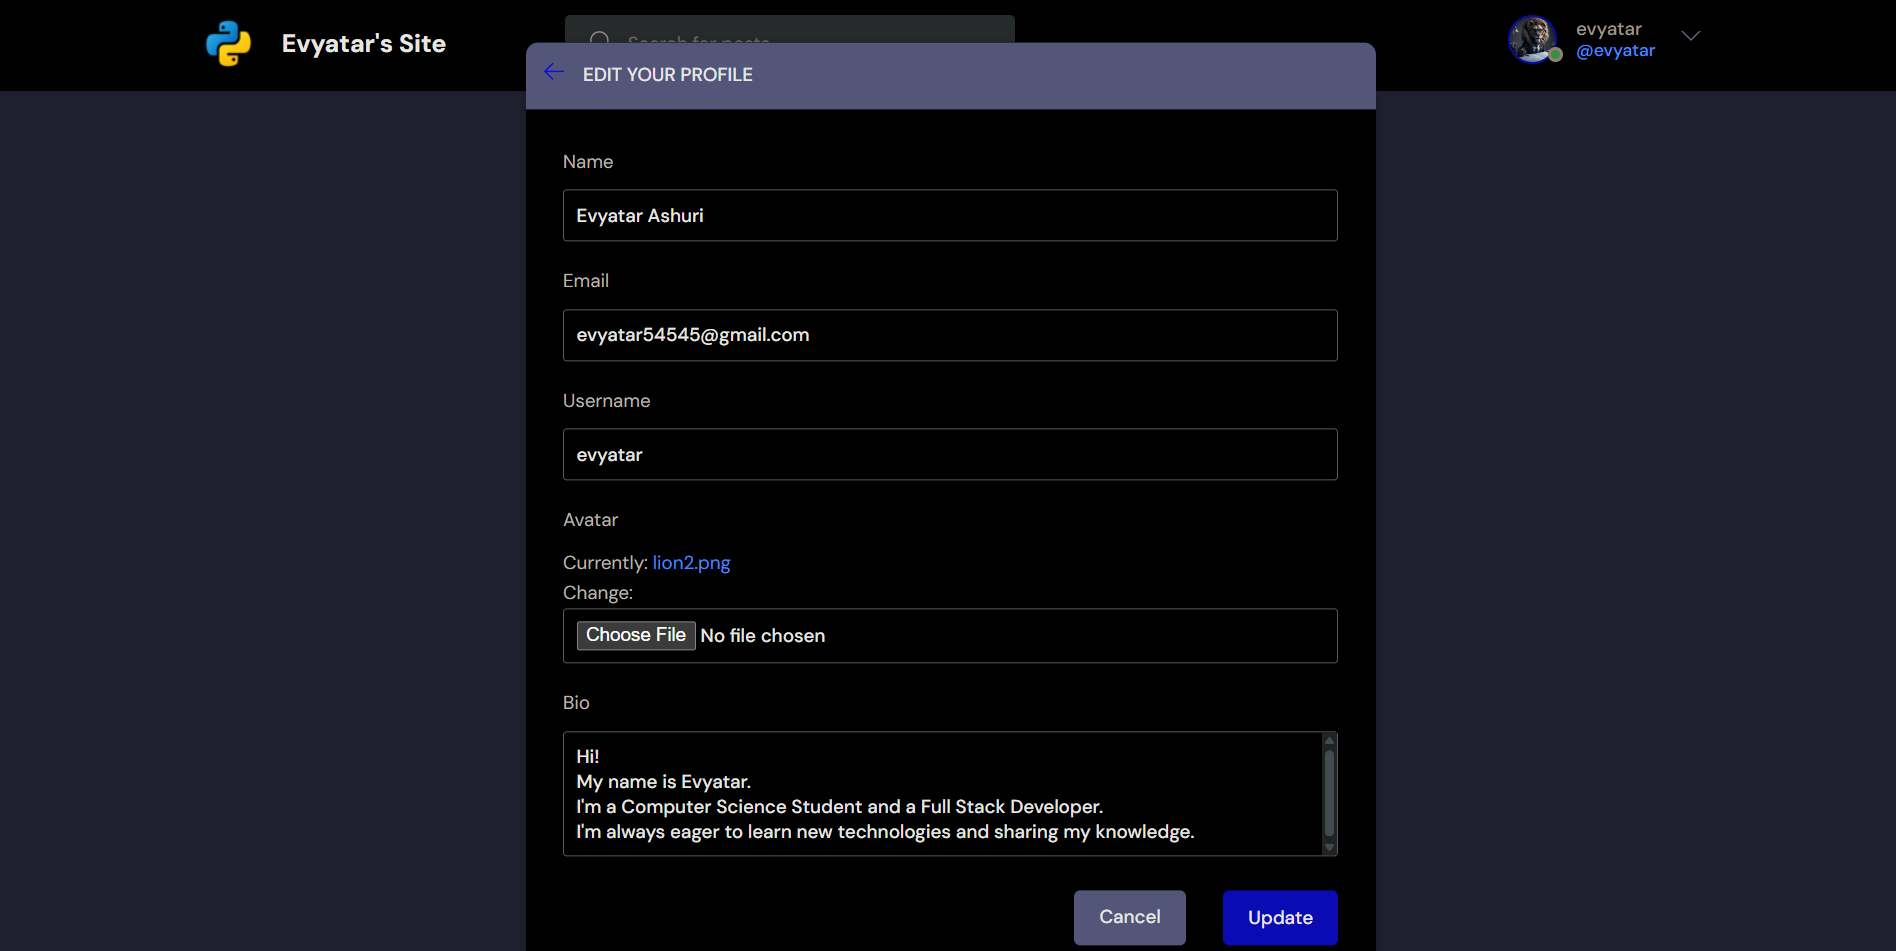 Evyatar's Site
Search for posts
evyatar
@evyatar
EDIT YOUR PROFILE
Name
Evyatar Ashuri
Email
evyatar54545@gmail.com
Username
evyatar
Avatar
Currently: lion2.png
Change:
Choose File No file chosen
Bio
Hi!
My name is Evyatar.
I'm a Computer Science Student and a Full Stack Developer.
I'm always eager to learn new technologies and sharing my knowledge.
Cancel
Update